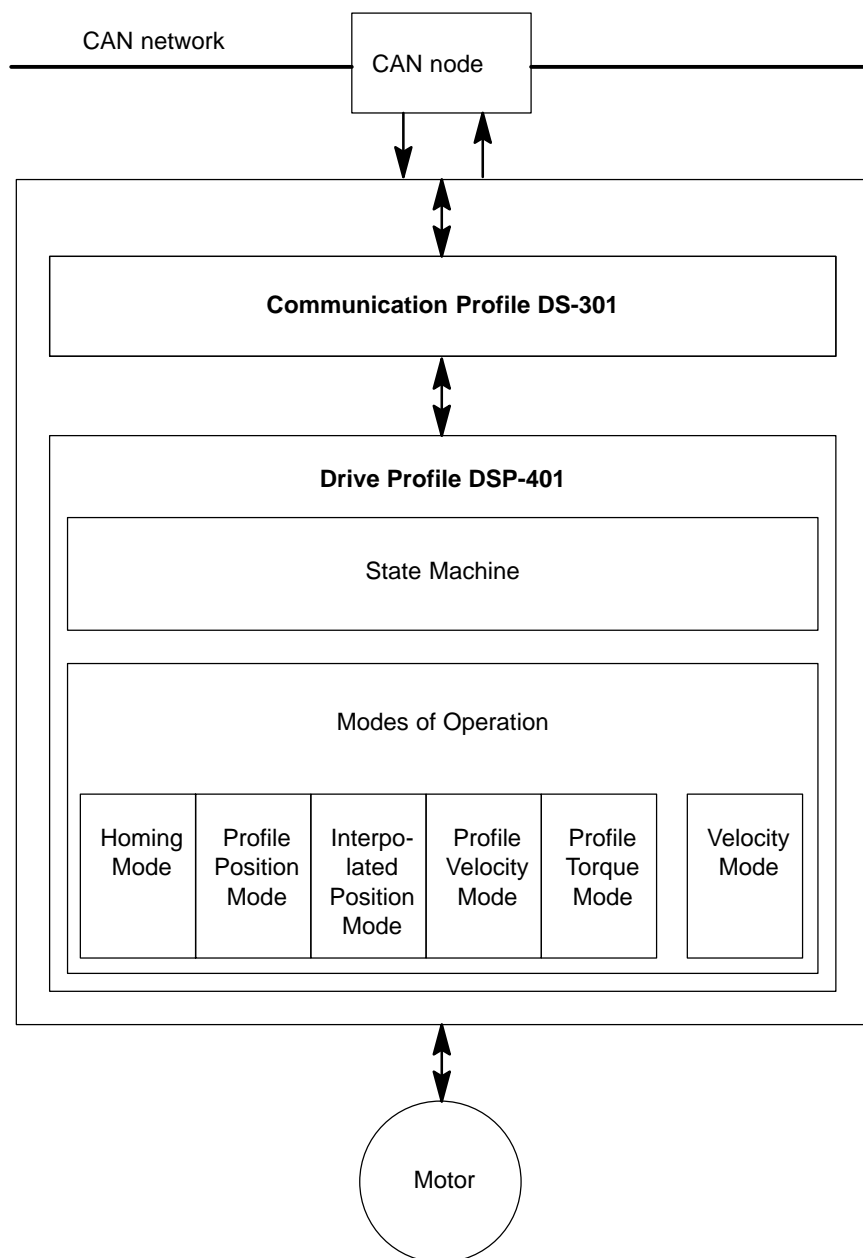 CAN network
CAN node
Communication Profile DS-301
Drive Profile DSP-401
State Machine
Modes of Operation
Homing
Mode
Profile
Position
Mode
Interpo-
lated
Position
Mode
Profile
Velocity
Mode
Profile
Torque
Mode
Velocity
Mode
Motor